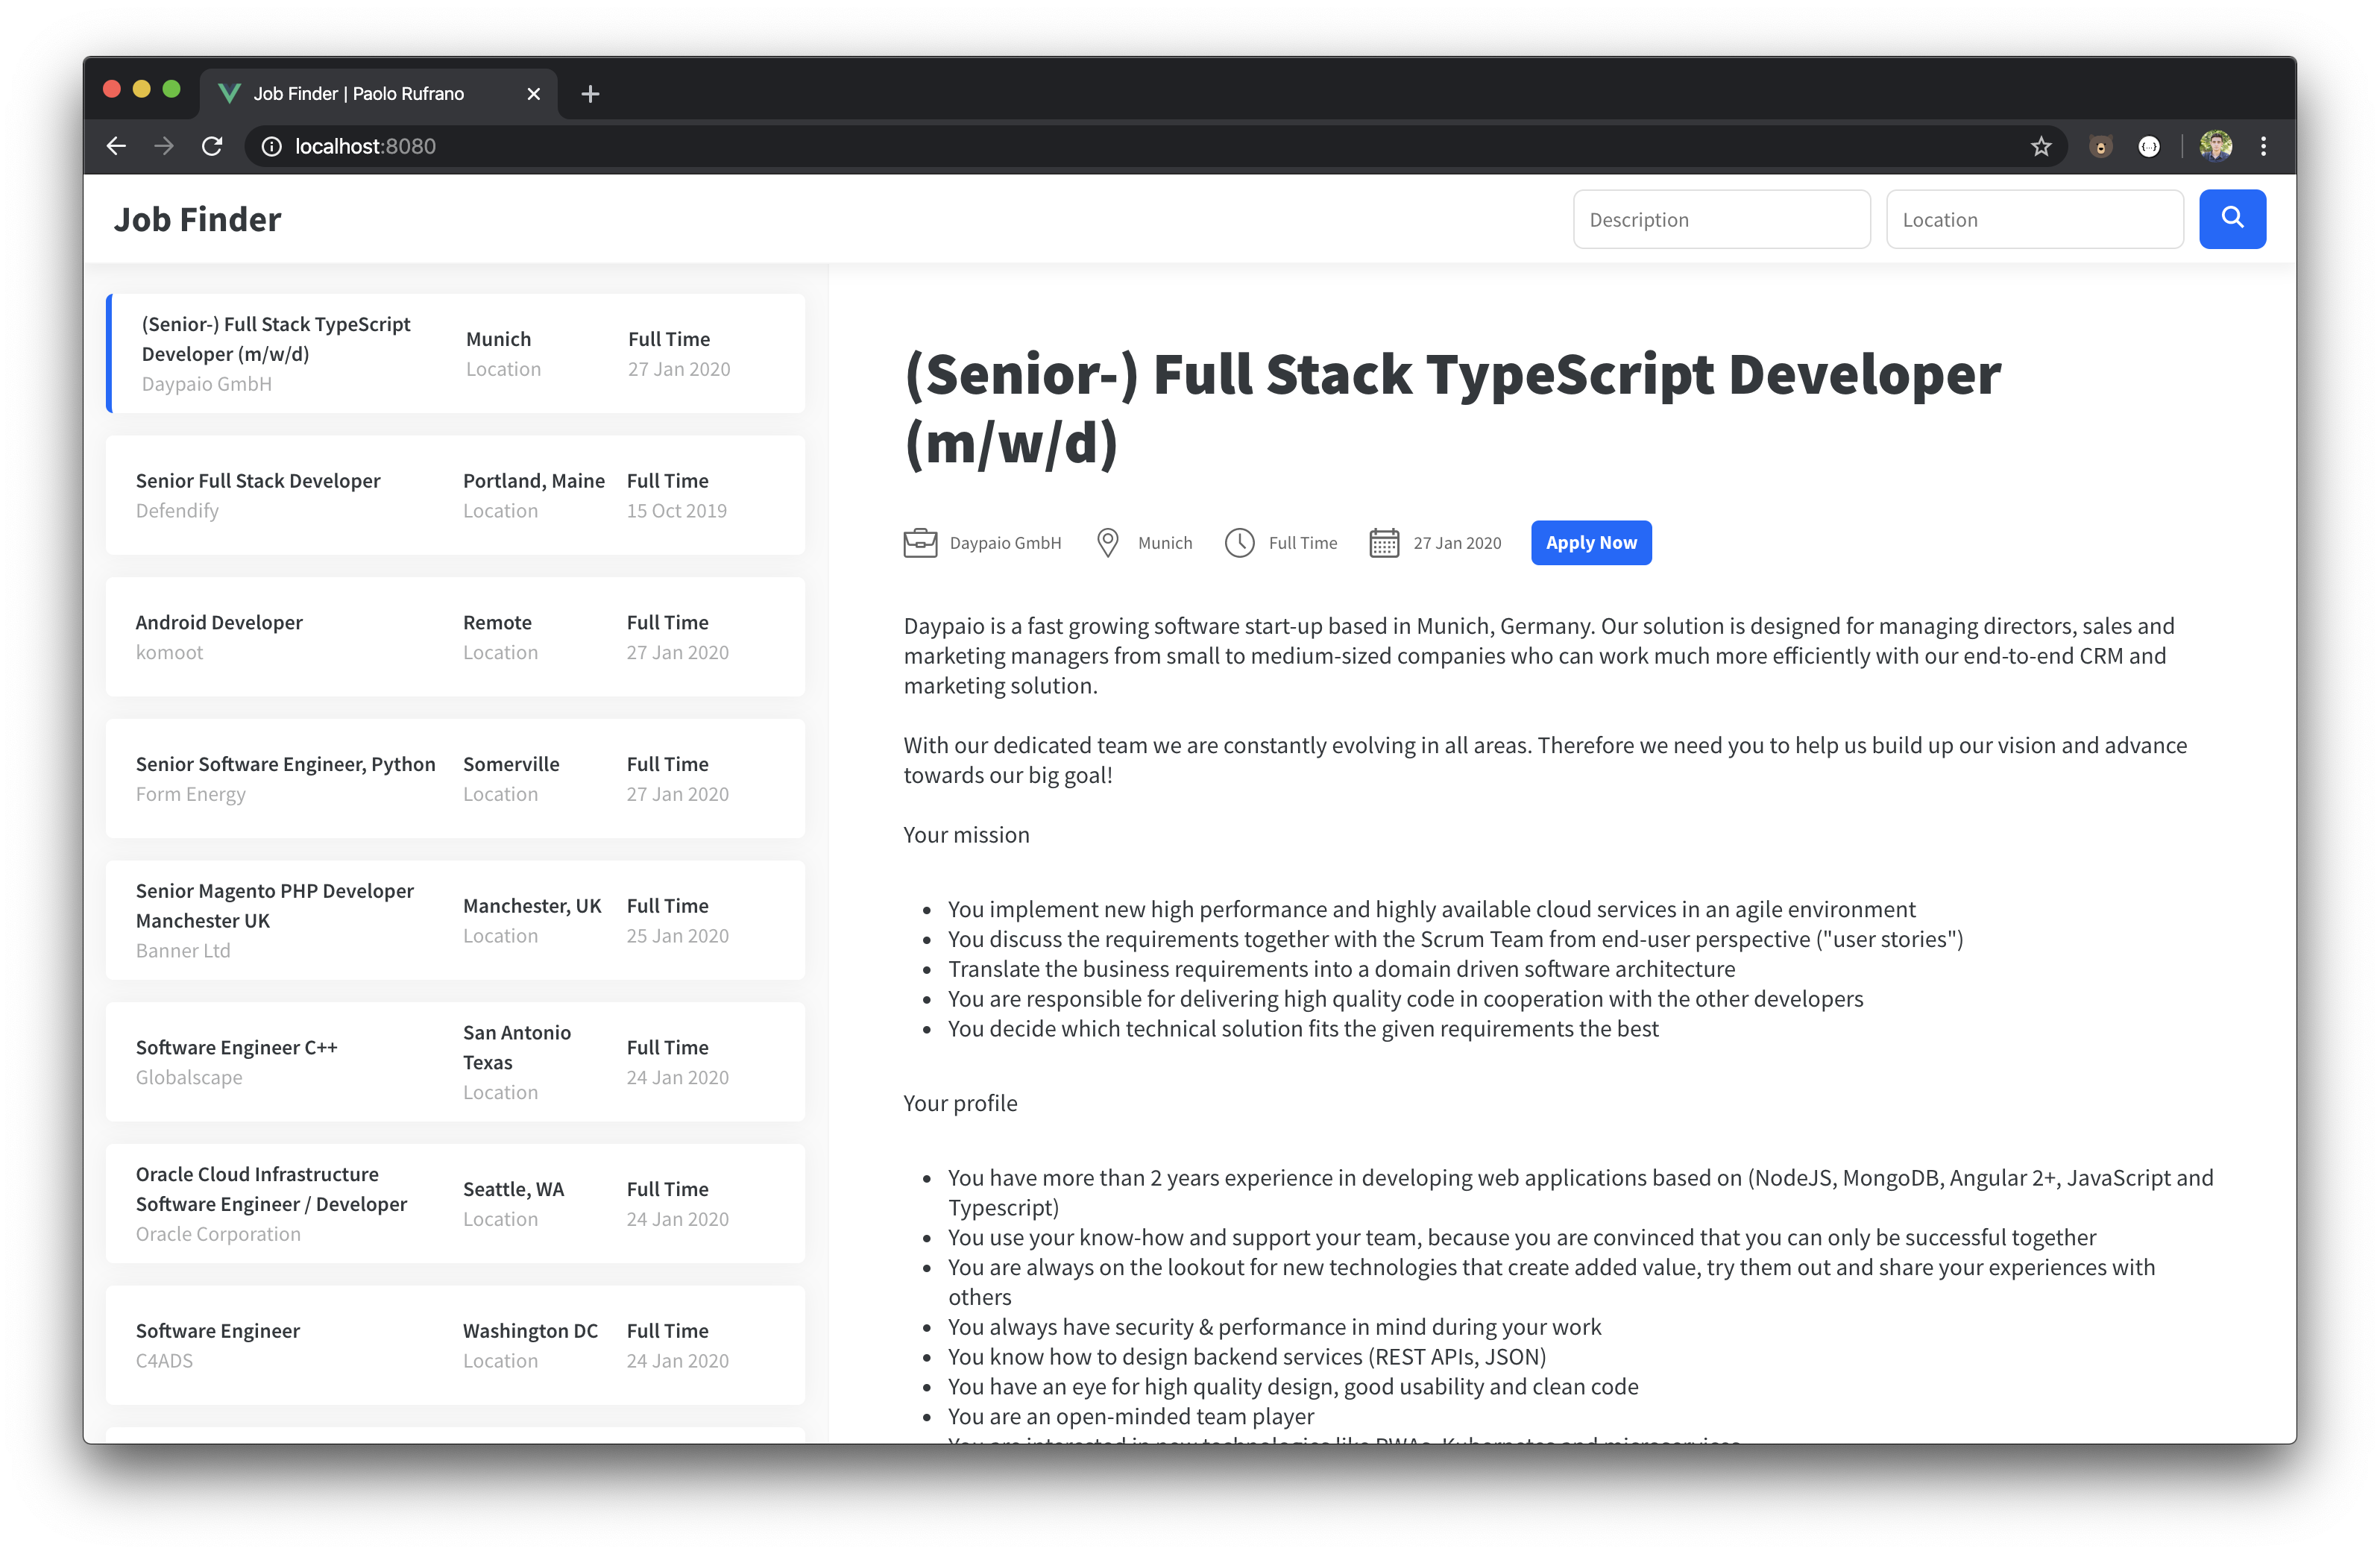 Job Finder | Paolo Rufrano
localhost:8080
Job Finder
Description
Location
(Senior-) Full Stack TypeScript
Developer (m/w/d)
Daypaio GmbH
Munich
Location
Full Time
27 Jan 2020
Senior Full Stack Developer
Defendify
Portland, Maine
Location
Full Time
15 Oct 2019
Android Developer
komoot
Remote
Location
Full Time
27 Jan 2020
Senior Software Engineer, Python
Form Energy
Somerville
Location
Full Time
27 Jan 2020
Senior Magento PHP Developer
Manchester UK
Banner Ltd
Manchester, UK
Location
Full Time
25 Jan 2020
Software Engineer C++
Globalscape
San Antonio
Texas
Location
Full Time
24 Jan 2020
Oracle Cloud Infrastructure
Software Engineer / Developer
Oracle Corporation
Seattle, WA
Location
Full Time
24 Jan 2020
Software Engineer
C4ADS
Washington DC
Location
Full Time
24 Jan 2020
(Senior-) Full Stack TypeScript Developer
(m/w/d)
Daypaio GmbH
Munich
Full Time
27 Jan 2020
Apply Now
Daypaio is a fast growing software start-up based in Munich, Germany. Our solution is designed for managing directors, sales and
marketing managers from small to medium-sized companies who can work much more efficiently with our end-to-end CRM and
marketing solution.
With our dedicated team we are constantly evolving in all areas. Therefore we need you to help us build up our vision and advance
towards our big goal!
Your mission
• You implement new high performance and highly available cloud services in an agile environment
• You discuss the requirements together with the Scrum Team from end-user perspective ("user stories")
• Translate the business requirements into a domain driven software architecture
• You are responsible for delivering high quality code in cooperation with the other developers
• You decide which technical solution fits the given requirements the best
Your profile
• You have more than 2 years experience in developing web applications based on (NodeJS, MongoDB, Angular 2+, JavaScript and
Typescript)
• You use your know-how and support your team, because you are convinced that you can only be successful together
• You are always on the lookout for new technologies that create added value, try them out and share your experiences with
others
• You always have security & performance in mind during your work
• You know how to design backend services (REST APIs, JSON)
• You have an eye for high quality design, good usability and clean code
• You are an open-minded team player
You are interested in new technologies like PWAs, Kubernetes and microservices